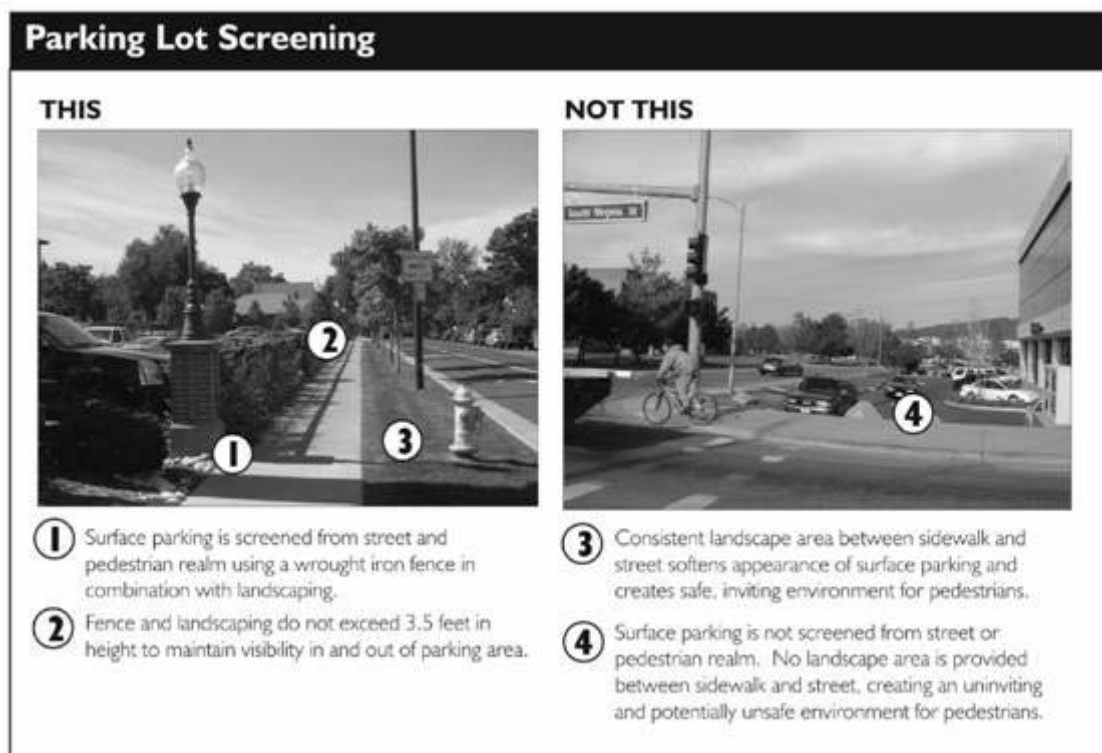 Parking Lot Screening
THIS
NOT THIS
South Virginia St
2
1
3
4
1 Surface parking is screened from street and
pedestrian realm using a wrought iron fence in
combination with landscaping.
2 Fence and landscaping do not exceed 3.5 feet in
height to maintain visibility in and out of parking area.
3 Consistent landscape area between sidewalk and
street softens appearance of surface parking and
creates safe, inviting environment for pedestrians.
4 Surface parking is not screened from street or
pedestrian realm. No landscape area is provided
between sidewalk and street, creating an uninviting
and potentially unsafe environment for pedestrians.